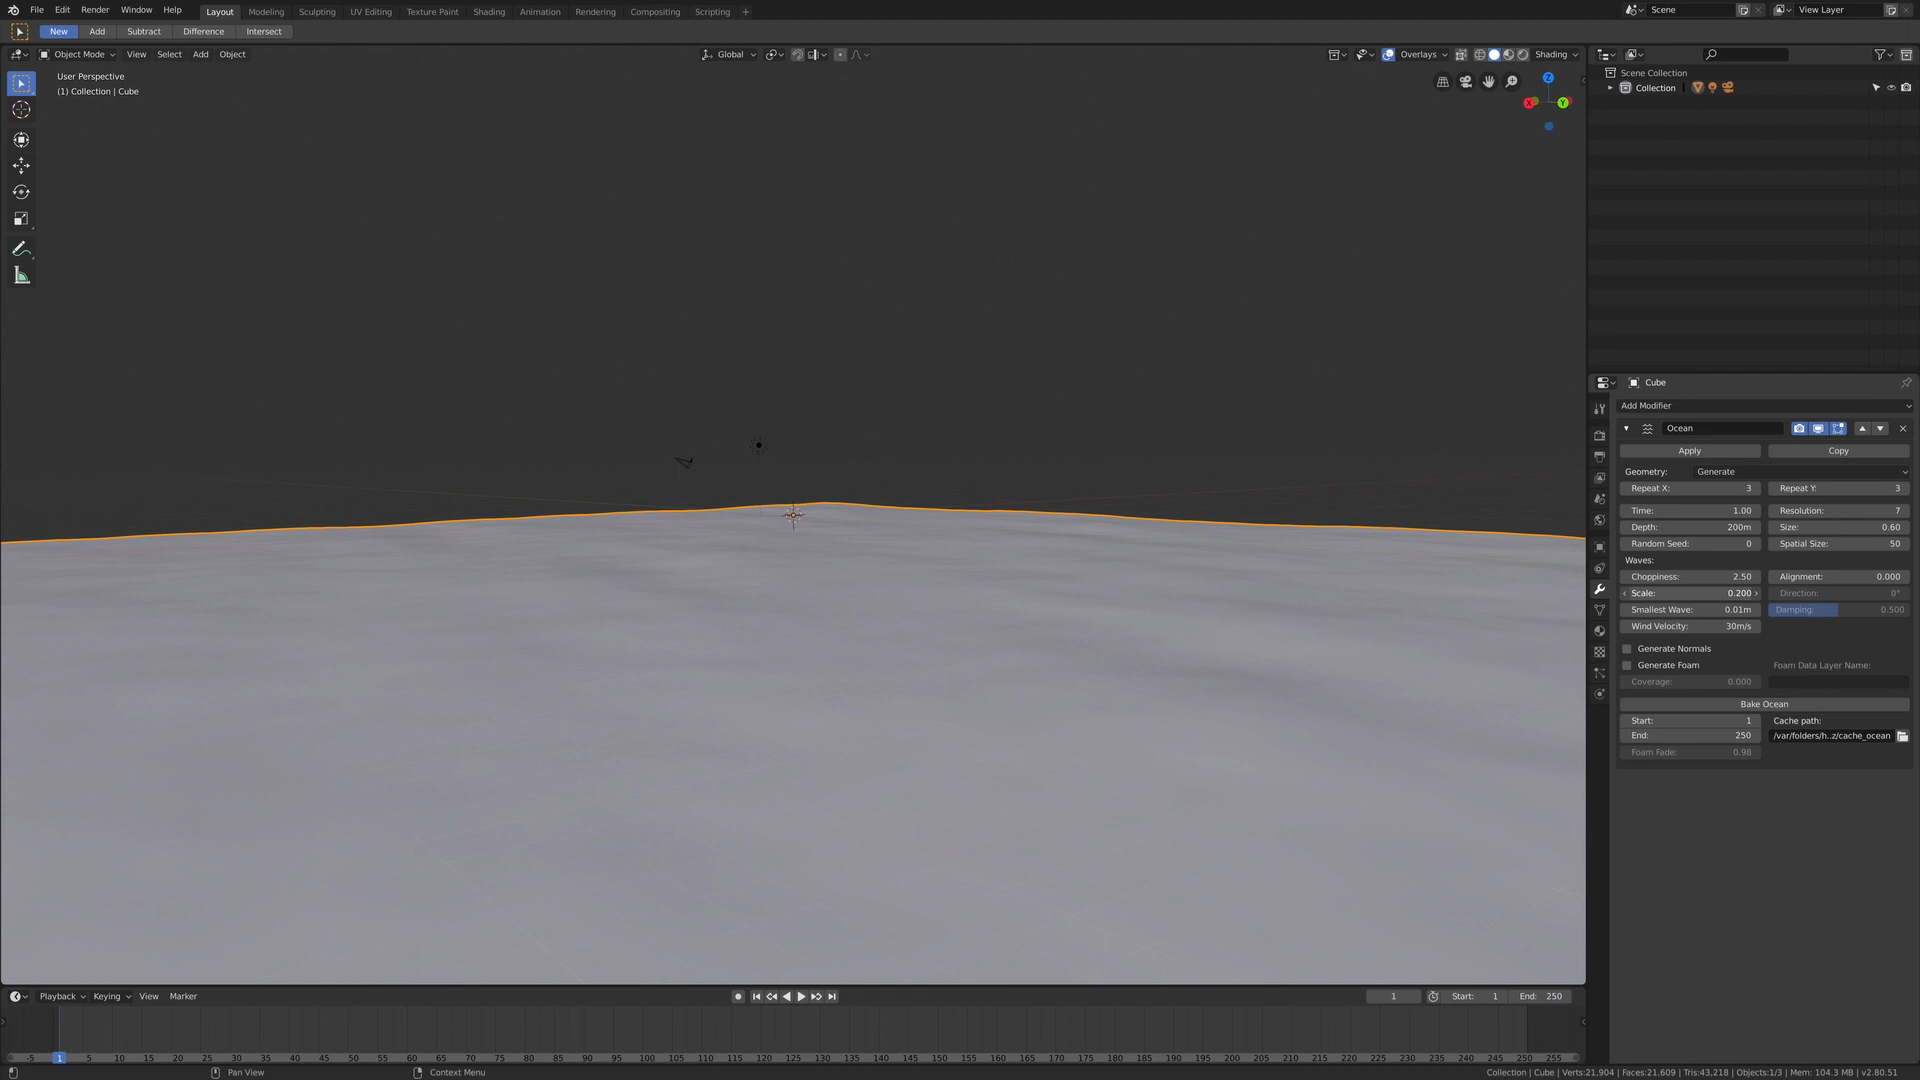 File Edit Render Window Help Layout Modeling Sculpting UV Editing Texture Paint Shading Animation Rendering Compositing Scripting + Scene View Layer
New Add Subtract Difference Intersect
Object Mode View Select Add Object Global Overlays Shading
User Perspective
(1) Collection | Cube
Z
X Y
Scene Collection
Collection
Cube
Add Modifier
Ocean
Apply Copy
Geometry: Generate
Repeat X: 3 Repeat Y: 3
Time: 1.00 Resolution: 7
Depth: 200m Size: 0.60
Random Seed: 0 Spatial Size: 50
Waves:
Choppiness: 2.50 Alignment: 0.000
Scale: 0.200 Direction: 0°
Smallest Wave: 0.01m Damping: 0.500
Wind Velocity: 30m/s
Generate Normals
Generate Foam Foam Data Layer Name:
Coverage: 0.000
Bake Ocean
Start: 1 Cache path:
End: 250 /var/folders/h..z/cache_ocean
Foam Fade: 0.98
Playback Keying View Marker 1 Start: 1 End: 250
-5 1 5 10 15 20 25 30 35 40 45 50 55 60 65 70 75 80 85 90 95 100 105 110 115 120 125 130 135 140 145 150 155 160 165 170 175 180 185 190 195 200 205 210 215 220 225 230 235 240 245 250 255
Pan View Context Menu Collection | Cube | Verts:21,904 | Faces:21,609 | Tris:43,218 | Objects:1/3 | Mem: 104.3 MB | v2.80.51